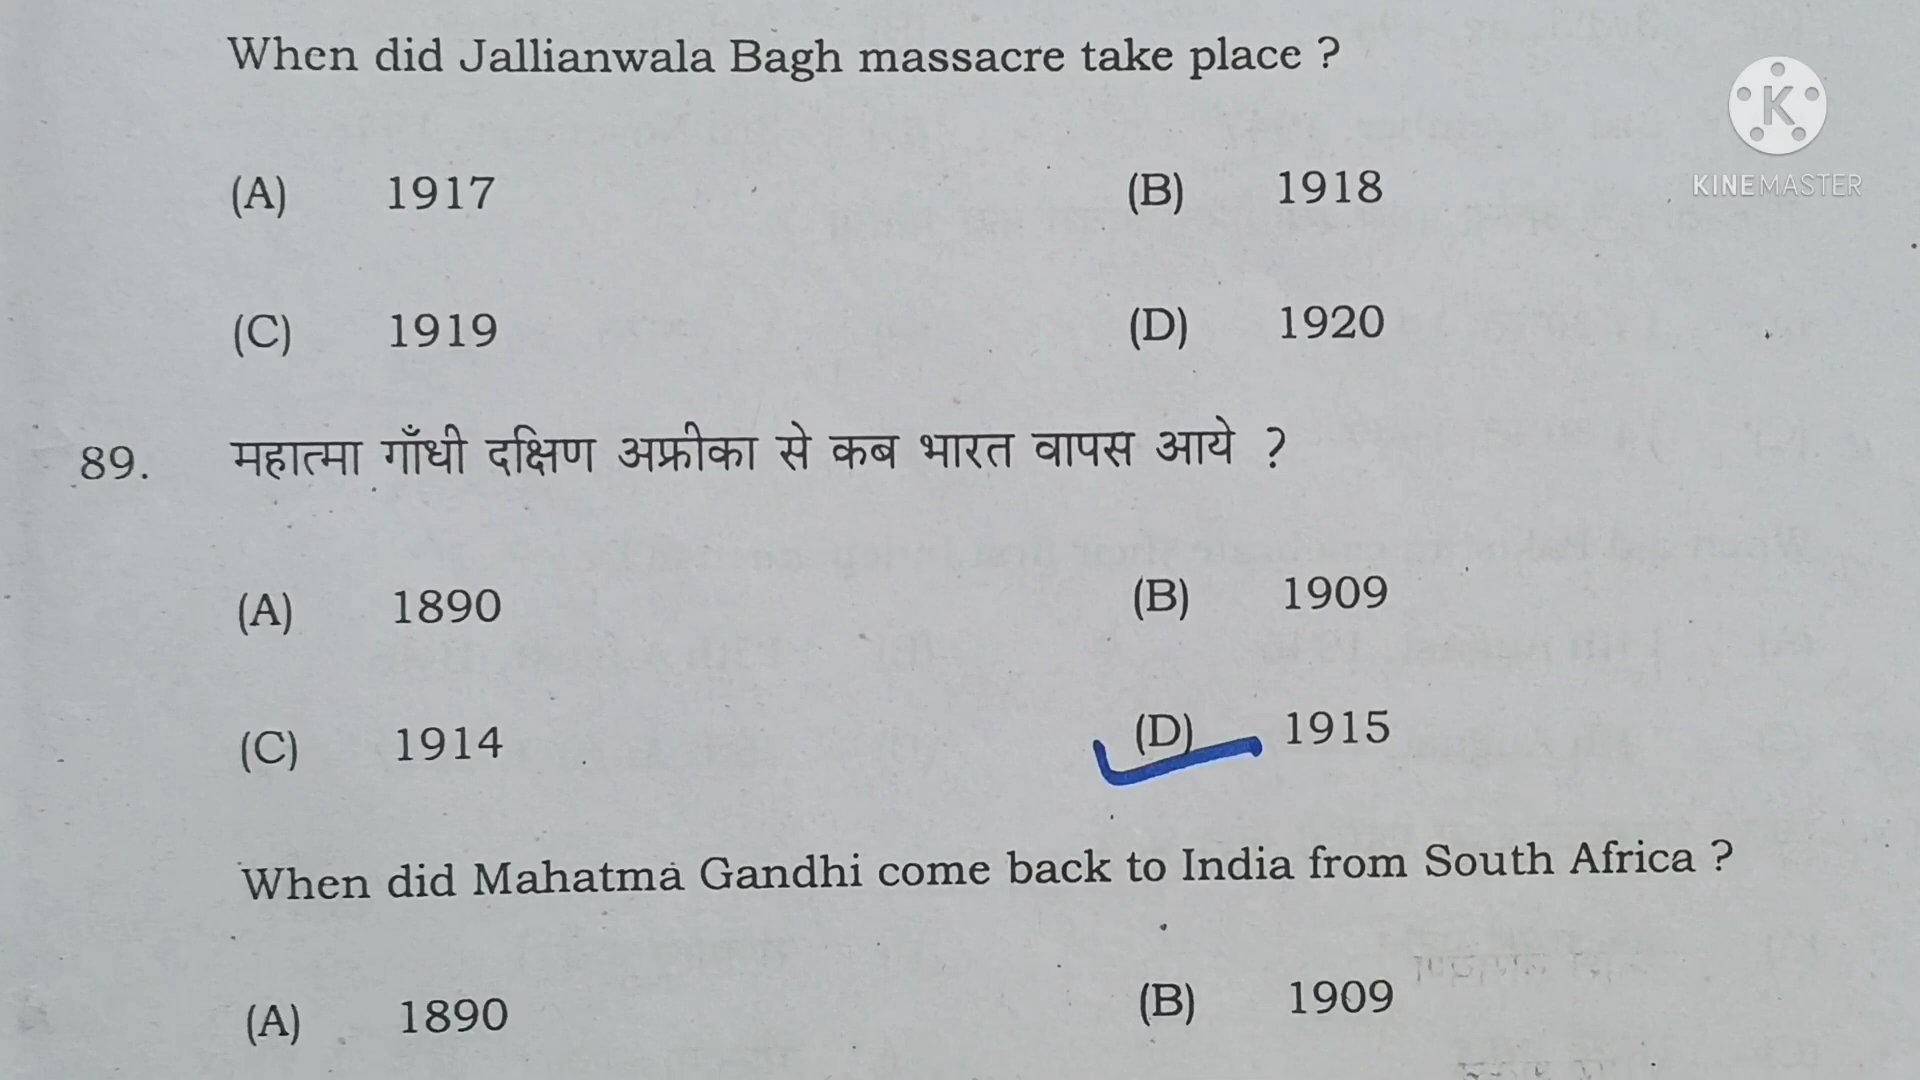 When did Jallianwala Bagh massacre take place ?
K
KINEMASTER
(A) 1917 (B) 1918
(C) 1919 (D) 1920
89. महात्मा गाँधी दक्षिण अफ्रीका से कब भारत वापस आये ?
(A) 1890 (B) 1909
(C) 1914 (D) 1915
When did Mahatma Gandhi come back to India from South Africa ?
(A) 1890 (B) 1909